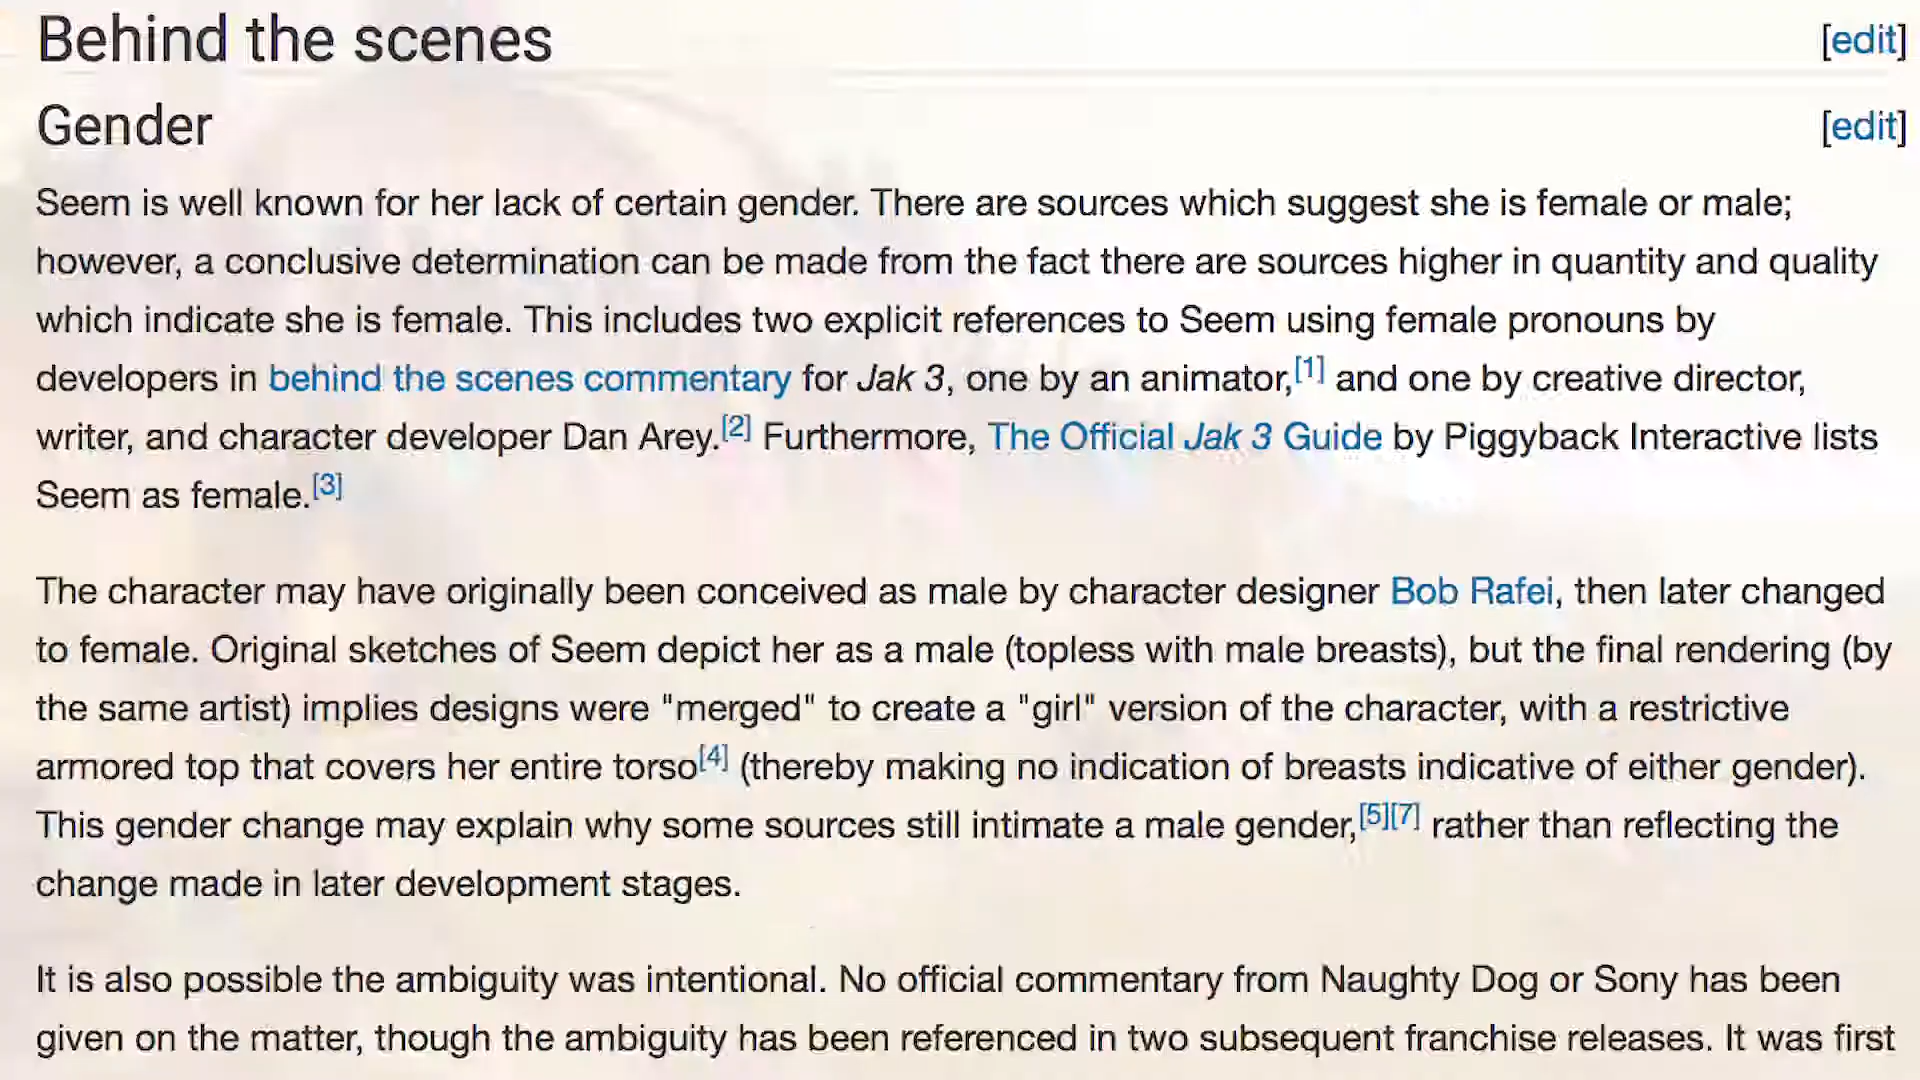 Behind the scenes [edit]
Gender [edit]
Seem is well known for her lack of certain gender. There are sources which suggest she is female or male;
however, a conclusive determination can be made from the fact there are sources higher in quantity and quality
which indicate she is female. This includes two explicit references to Seem using female pronouns by
developers in behind the scenes commentary for Jak 3, one by an animator,[1] and one by creative director,
writer, and character developer Dan Arey.[2] Furthermore, The Official Jak 3 Guide by Piggyback Interactive lists
Seem as female.[3]
The character may have originally been conceived as male by character designer Bob Rafei, then later changed
to female. Original sketches of Seem depict her as a male (topless with male breasts), but the final rendering (by
the same artist) implies designs were "merged" to create a "girl" version of the character, with a restrictive
armored top that covers her entire torso[4] (thereby making no indication of breasts indicative of either gender).
This gender change may explain why some sources still intimate a male gender,[5][7] rather than reflecting the
change made in later development stages.
It is also possible the ambiguity was intentional. No official commentary from Naughty Dog or Sony has been
given on the matter, though the ambiguity has been referenced in two subsequent franchise releases. It was first